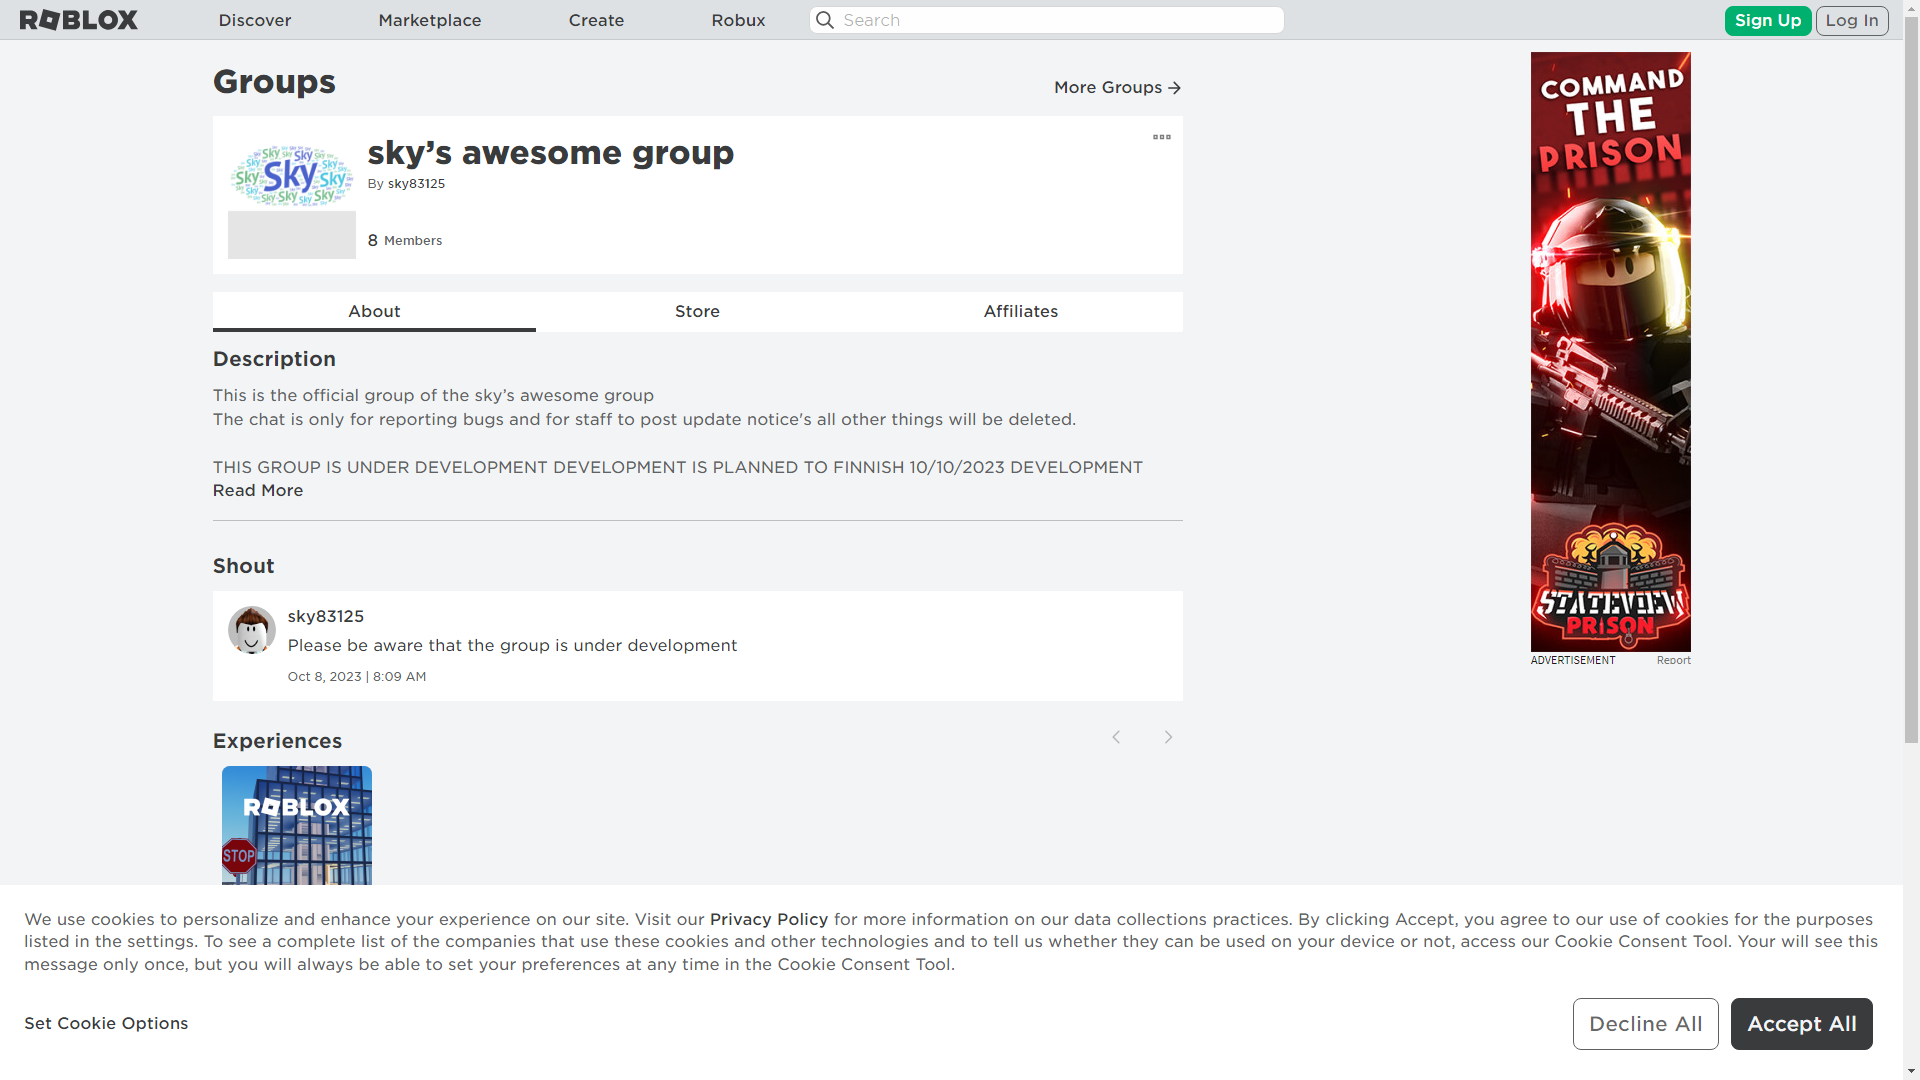 ROBLOX Discover Marketplace Create Robux Search Sign Up Log In
Groups
More Groups
Sky
sky’s awesome group
By sky83125
8 Members
About Store Affiliates
Description
This is the official group of the sky’s awesome group
The chat is only for reporting bugs and for staff to post update notice's all other things will be deleted.
THIS GROUP IS UNDER DEVELOPMENT DEVELOPMENT IS PLANNED TO FINNISH 10/10/2023 DEVELOPMENT
Read More
Shout
sky83125
Please be aware that the group is under development
Oct 8, 2023 | 8:09 AM
Experiences
ROBLOX
STOP
COMMAND
THE
PRISON
STATEVIEW
PRISON
ADVERTISEMENT Report
We use cookies to personalize and enhance your experience on our site. Visit our Privacy Policy for more information on our data collections practices. By clicking Accept, you agree to our use of cookies for the purposes
listed in the settings. To see a complete list of the companies that use these cookies and other technologies and to tell us whether they can be used on your device or not, access our Cookie Consent Tool. Your will see this
message only once, but you will always be able to set your preferences at any time in the Cookie Consent Tool.
Set Cookie Options
Decline All
Accept All